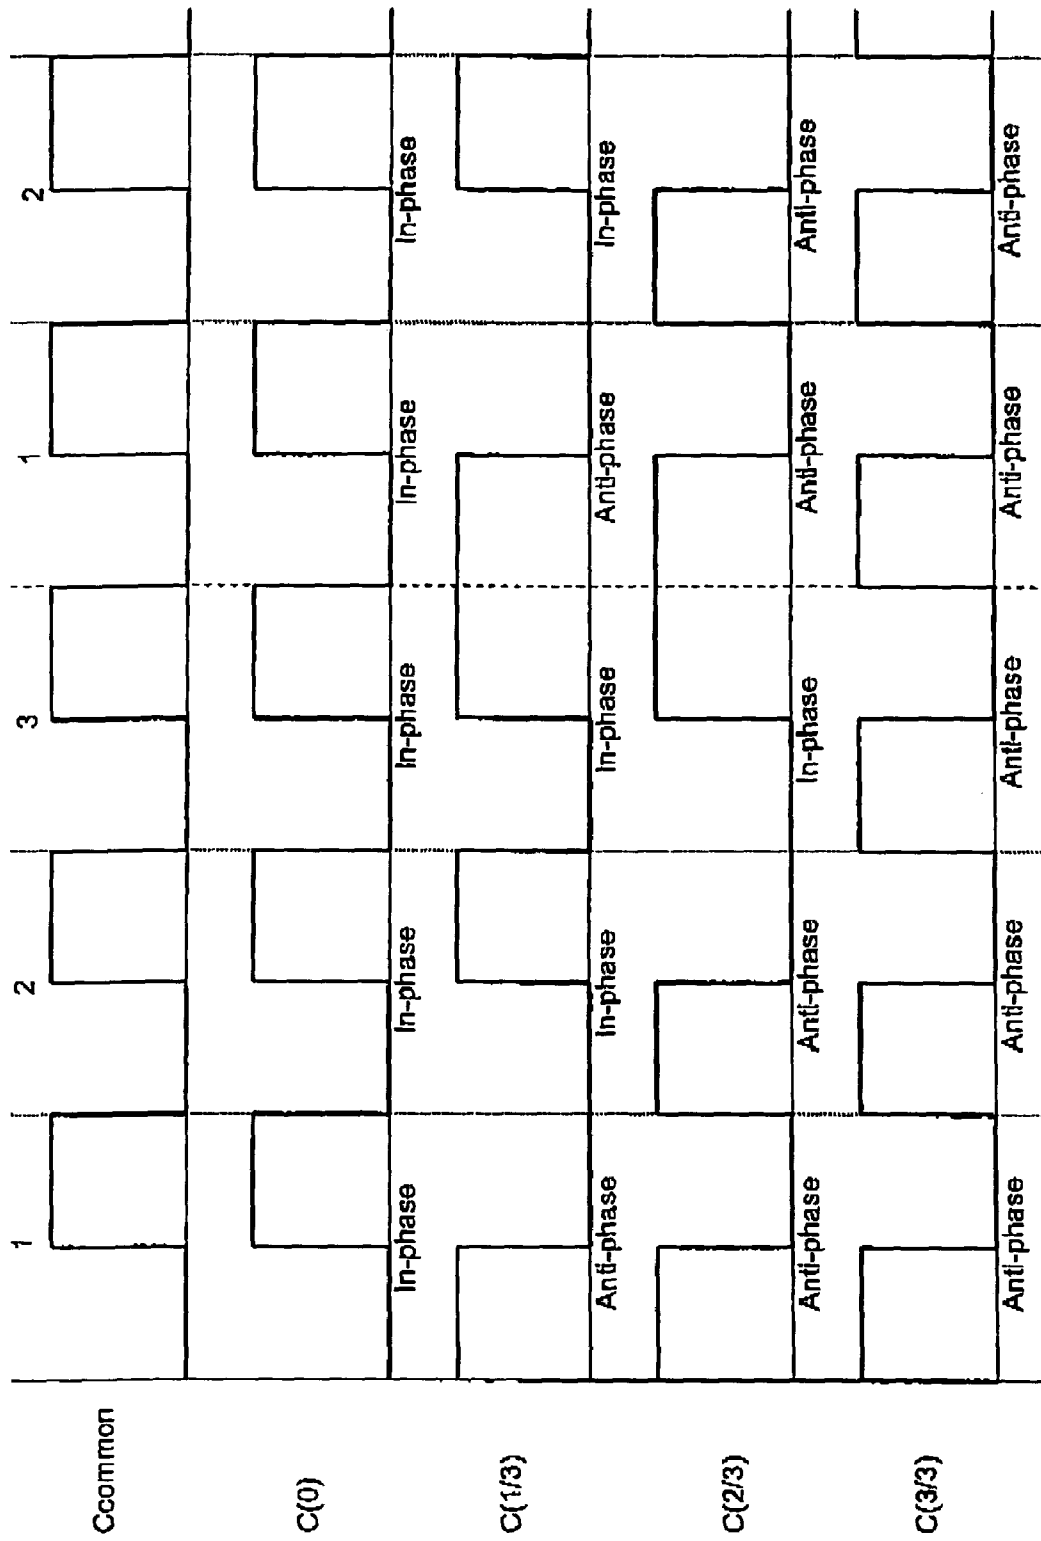 1 2 3 1 2
Ccommon
C(0)
In-phase In-phase In-phase In-phase In-phase
C(1/3)
Anti-phase In-phase In-phase Anti-phase In-phase
C(2/3)
Anti-phase Anti-phase In-phase Anti-phase Anti-phase
C(3/3)
Anti-phase Anti-phase Anti-phase Anti-phase Anti-phase